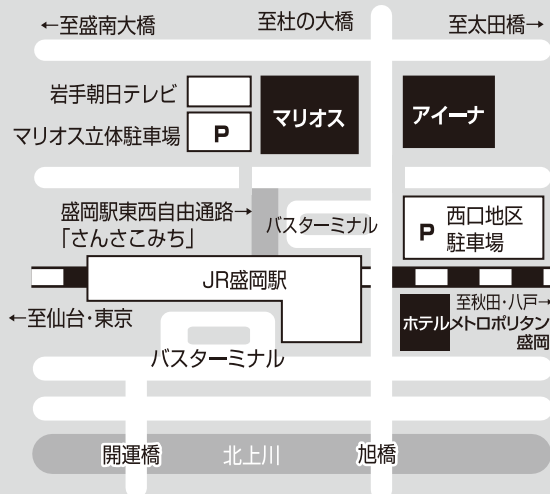 ←至盛南大橋
至杜の大橋
至太田橋→
岩手朝日テレビ
マリオス立体駐車場
P
マリオス
アイーナ
盛岡駅東西自由通路→
「さんさこみち」
バスターミナル
P
西口地区
駐車場
JR盛岡駅
←至仙台・東京
至秋田・八戸→
ホテルメトロポリタン
盛岡
バスターミナル
開運橋
北上川
旭橋